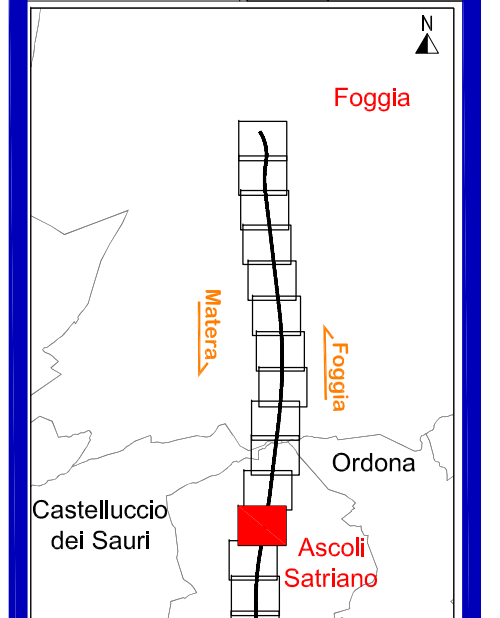 N
Foggia
Matera
Foggia
Ordona
Castelluccio
dei Sauri
Ascoli
Satriano